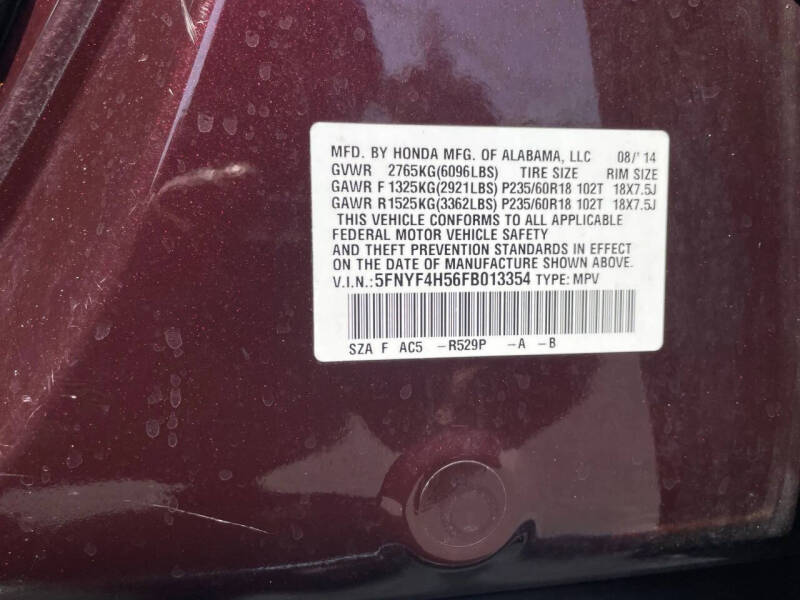 MFD. BY HONDA MFG. OF ALABAMA, LLC 08/'14
GVWR 2765KG(6096LBS) TIRE SIZE RIM SIZE
GAWR F 1325KG(2921LBS) P235/60R18 102T 18X7.5J
GAWR R 1525KG(3362LBS) P235/60R18 102T 18X7.5J
THIS VEHICLE CONFORMS TO ALL APPLICABLE
FEDERAL MOTOR VEHICLE SAFETY
AND THEFT PREVENTION STANDARDS IN EFFECT
ON THE DATE OF MANUFACTURE SHOWN ABOVE.
V.I.N.:5FNYF4H56FB013354 TYPE: MPV
SZA F AC5 -R529P -A -B